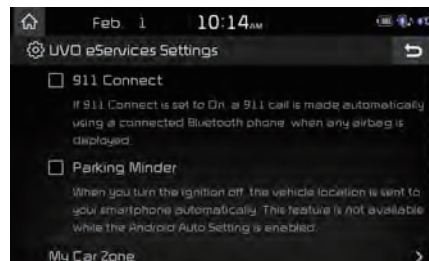 Feb. 1 10:14AM
UVO eServices Settings
911 Connect
If 911 Connect is set to On, a 911 call is made automatically
using a connected Bluetooth phone, when any airbag is
deployed.
Parking Minder
When you turn the ignition off, the vehicle location is sent to
your smartphone automatically. This feature is not available
while the Android Auto Setting is enabled.
My Car Zone